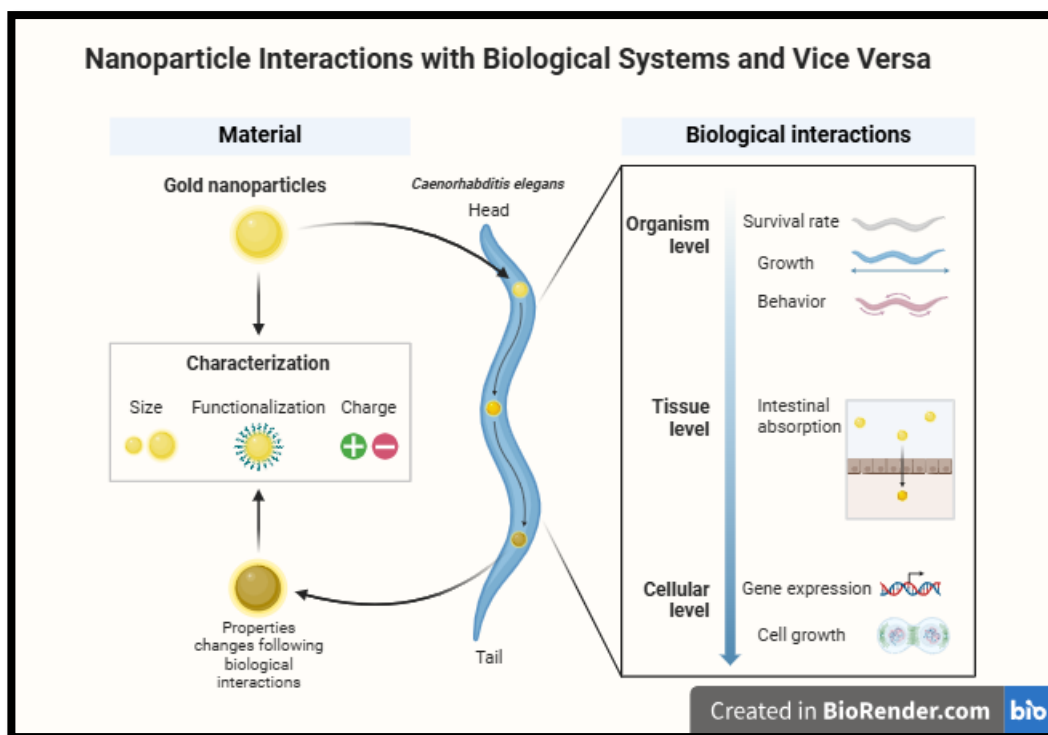 Nanoparticle Interactions with Biological Systems and Vice Versa
Material
Gold nanoparticles
Characterization
Size Functionalization Charge
Properties
changes following
biological
interactions
Caenorhabditis elegans
Head
Tail
Biological interactions
Organism
level
Survival rate
Growth
Behavior
Tissue
level
Intestinal
absorption
Cellular
level
Gene expression
Cell growth
Created in BioRender.com bio